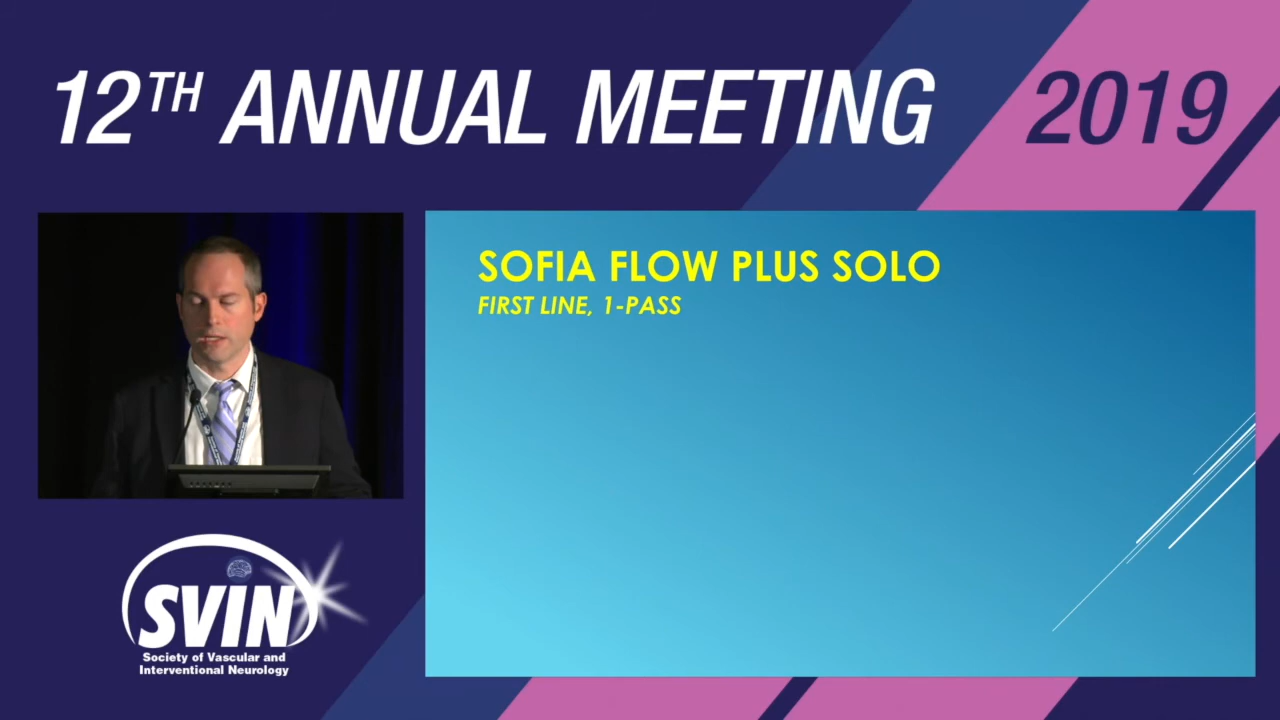 12TH ANNUAL MEETING 2019
SOFIA FLOW PLUS SOLO
FIRST LINE, 1-PASS
SVIN
Society of Vascular and
Interventional Neurology